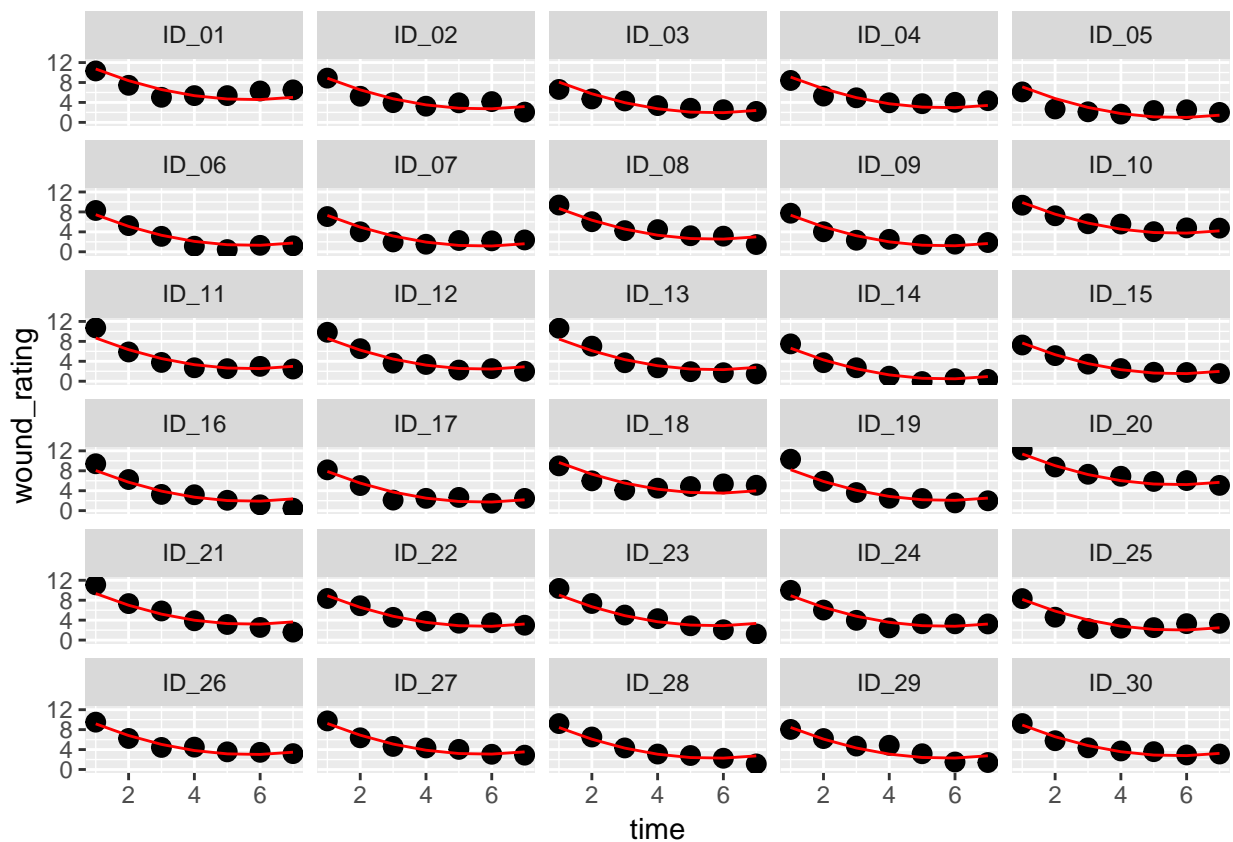 ID_01 ID_02 ID_03 ID_04 ID_05
12
8
4
0
ID_06 ID_07 ID_08 ID_09 ID_10
12
8
4
0
ID_11 ID_12 ID_13 ID_14 ID_15
12
8
4
0
wound_rating
ID_16 ID_17 ID_18 ID_19 ID_20
12
8
4
0
ID_21 ID_22 ID_23 ID_24 ID_25
12
8
4
0
ID_26 ID_27 ID_28 ID_29 ID_30
12
8
4
0
2 4 6 2 4 6 2 4 6 2 4 6 2 4 6
time